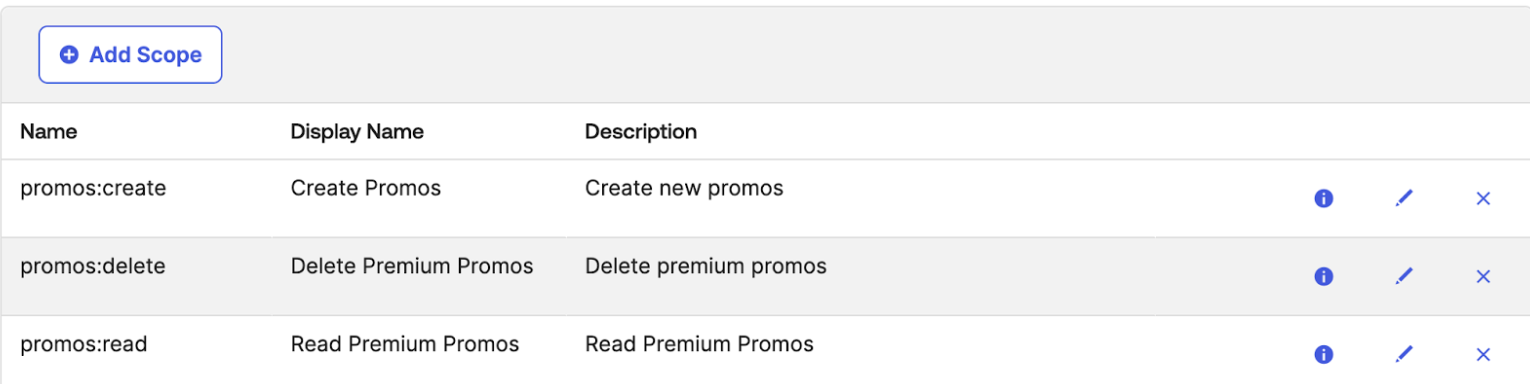 Add Scope
Name Display Name Description
promos:create Create Promos Create new promos
promos:delete Delete Premium Promos Delete premium promos
promos:read Read Premium Promos Read Premium Promos